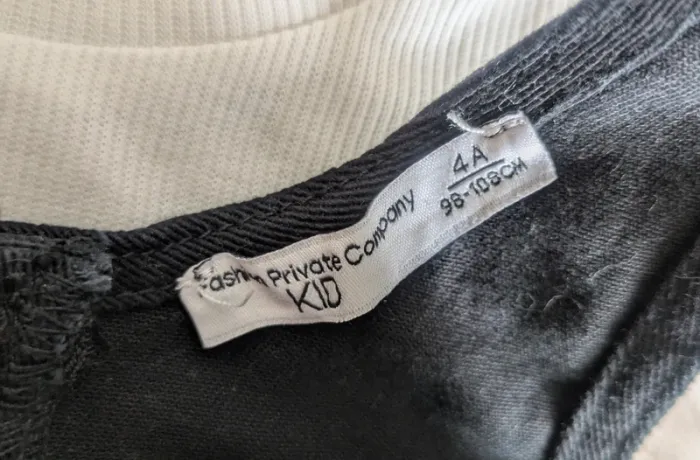 Fashion Private Company
KID
4A
98-108CM